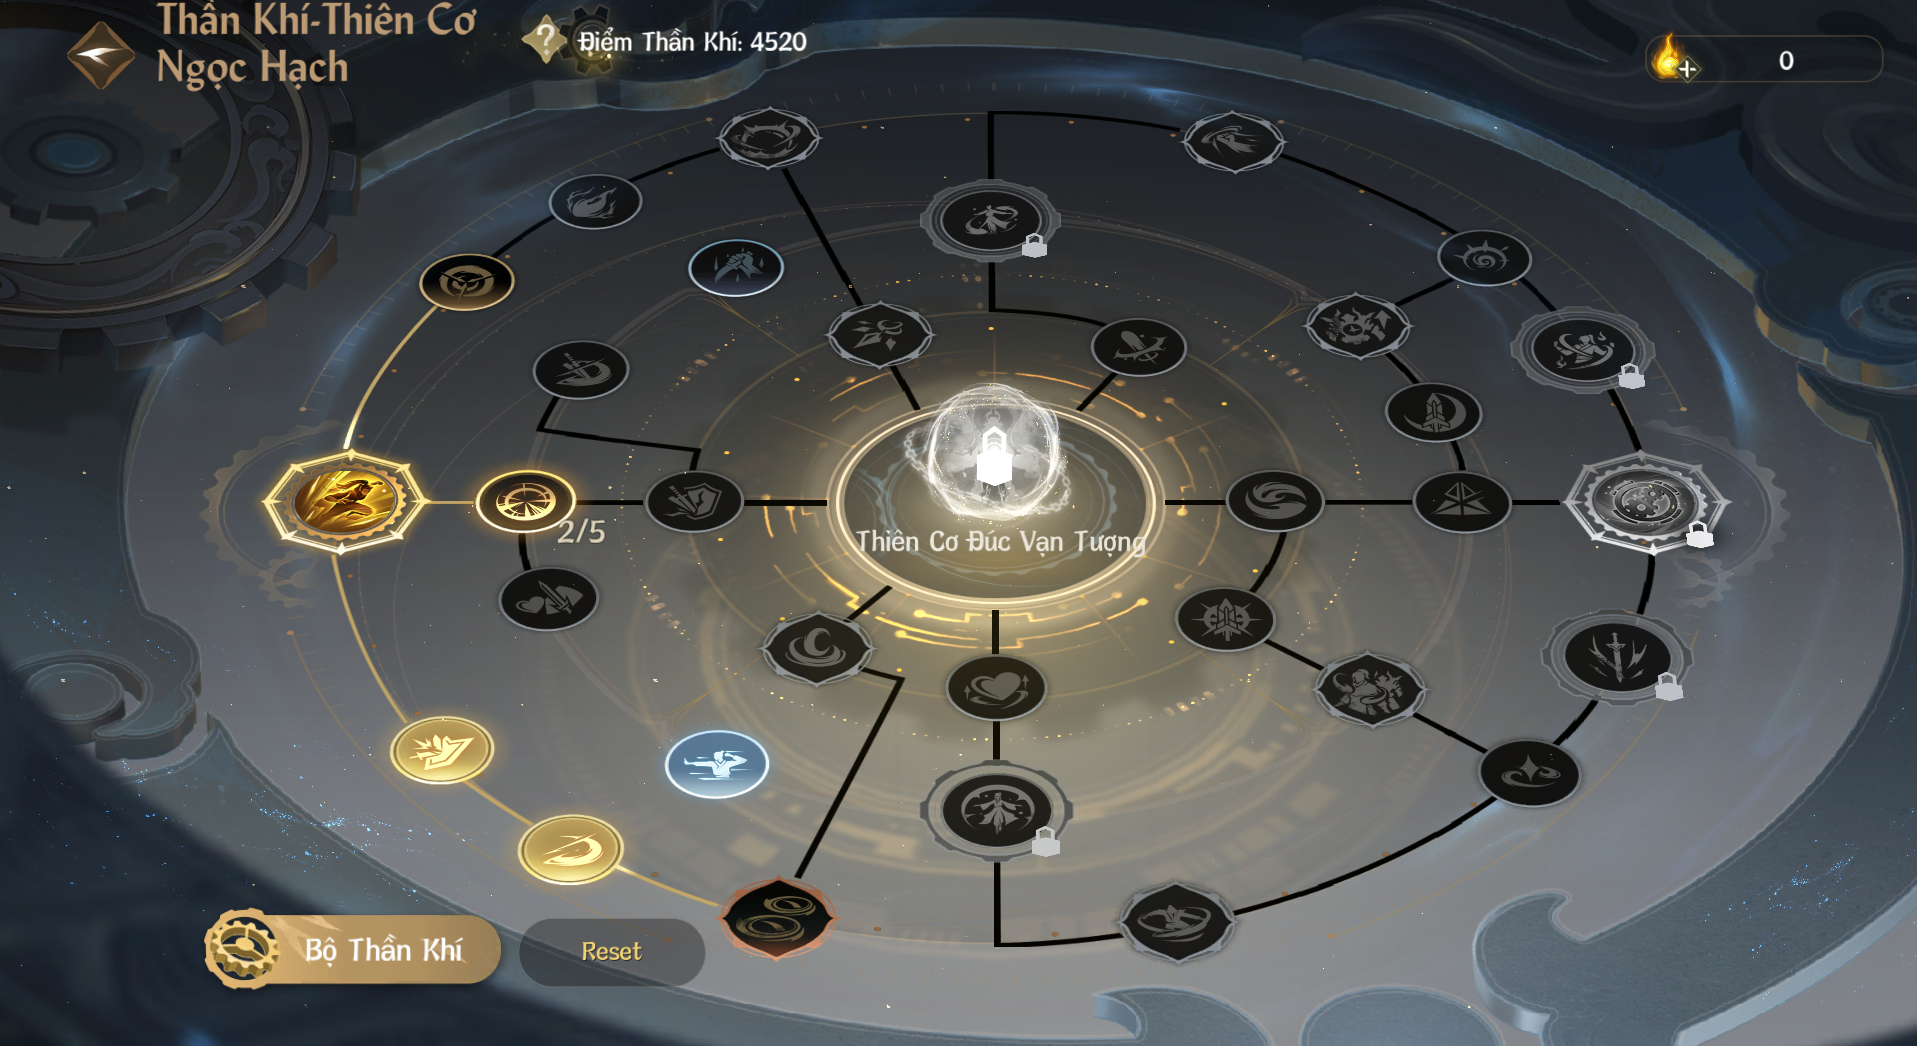 Thần Khí-Thiên Cơ
Ngọc Hạch
Điểm Thần Khí: 4520
0
2/5
Thiên Cơ Đúc Vạn Tượng
Bộ Thần Khí
Reset